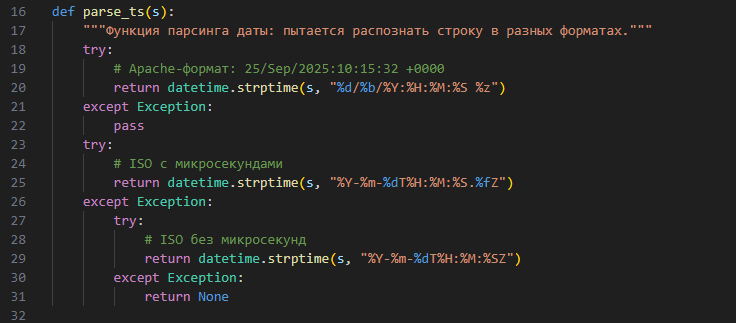 16 def parse_ts(s):
17     """Функция парсинга даты: пытается распознать строку в разных форматах."""
18     try:
19         # Apache-формат: 25/Sep/2025:10:15:32 +0000
20         return datetime.strptime(s, "%d/%b/%Y:%H:%M:%S %z")
21     except Exception:
22         pass
23     try:
24         # ISO с микросекундами
25         return datetime.strptime(s, "%Y-%m-%dT%H:%M:%S.%fZ")
26     except Exception:
27         try:
28             # ISO без микросекунд
29             return datetime.strptime(s, "%Y-%m-%dT%H:%M:%SZ")
30         except Exception:
31             return None
32